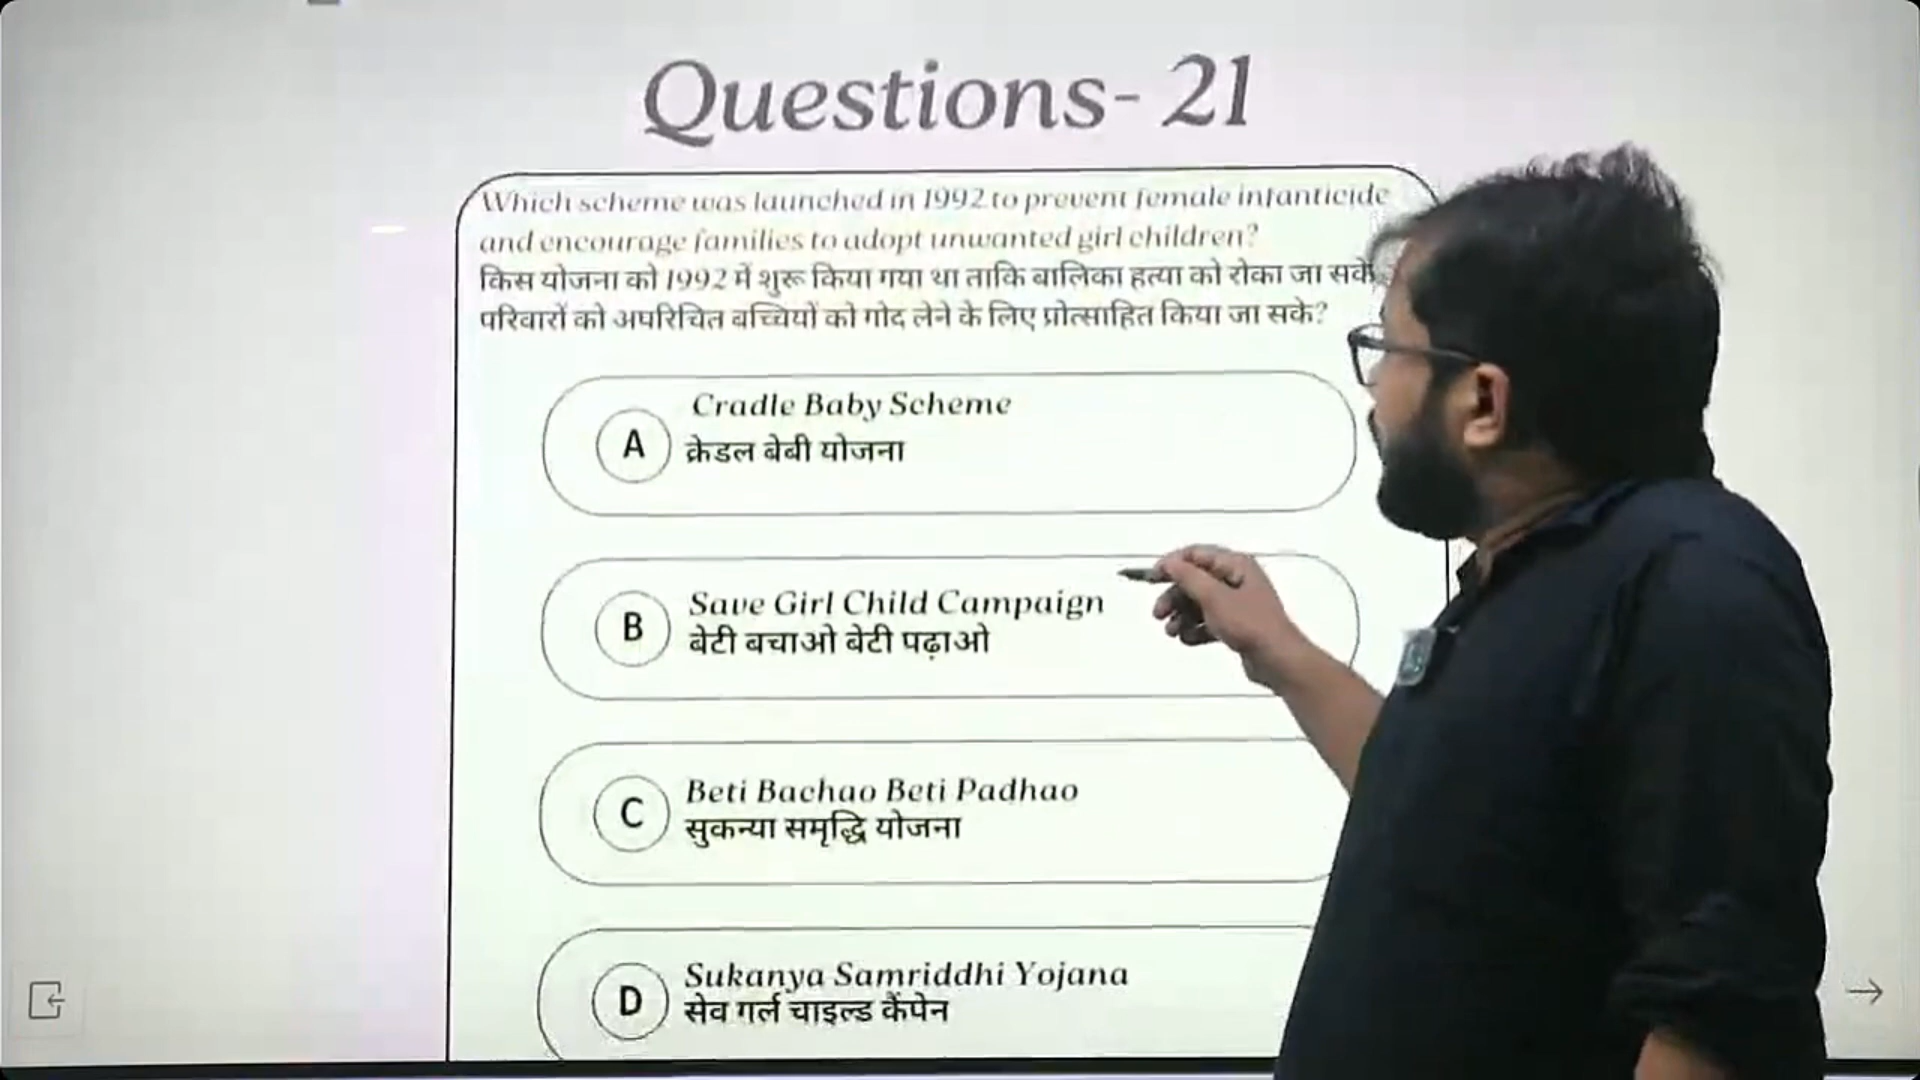 Questions- 21
Which scheme was launched in 1992 to prevent female infanticide
and encourage families to adopt unwanted girl children?
किस योजना को 1992 में शुरू किया गया था ताकि बालिका हत्या को रोका जा सके
परिवारों को अपरिचित बच्चियों को गोद लेने के लिए प्रोत्साहित किया जा सके?
A
Cradle Baby Scheme
क्रेडल बेबी योजना
B
Save Girl Child Campaign
बेटी बचाओ बेटी पढ़ाओ
C
Beti Bachao Beti Padhao
सुकन्या समृद्धि योजना
D
Sukanya Samriddhi Yojana
सेव गर्ल चाइल्ड कैंपेन